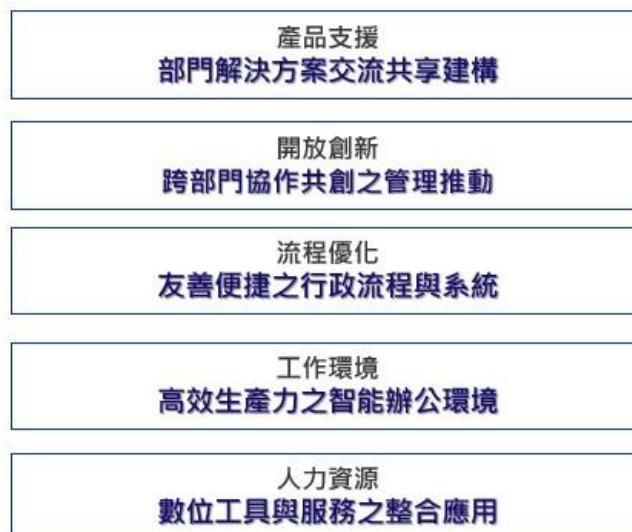 產品支援
部門解決方案交流共享建構
開放創新
跨部門協作共創之管理推動
流程優化
友善便捷之行政流程與系統
工作環境
高效生產力之智能辦公環境
人力資源
數位工具與服務之整合應用